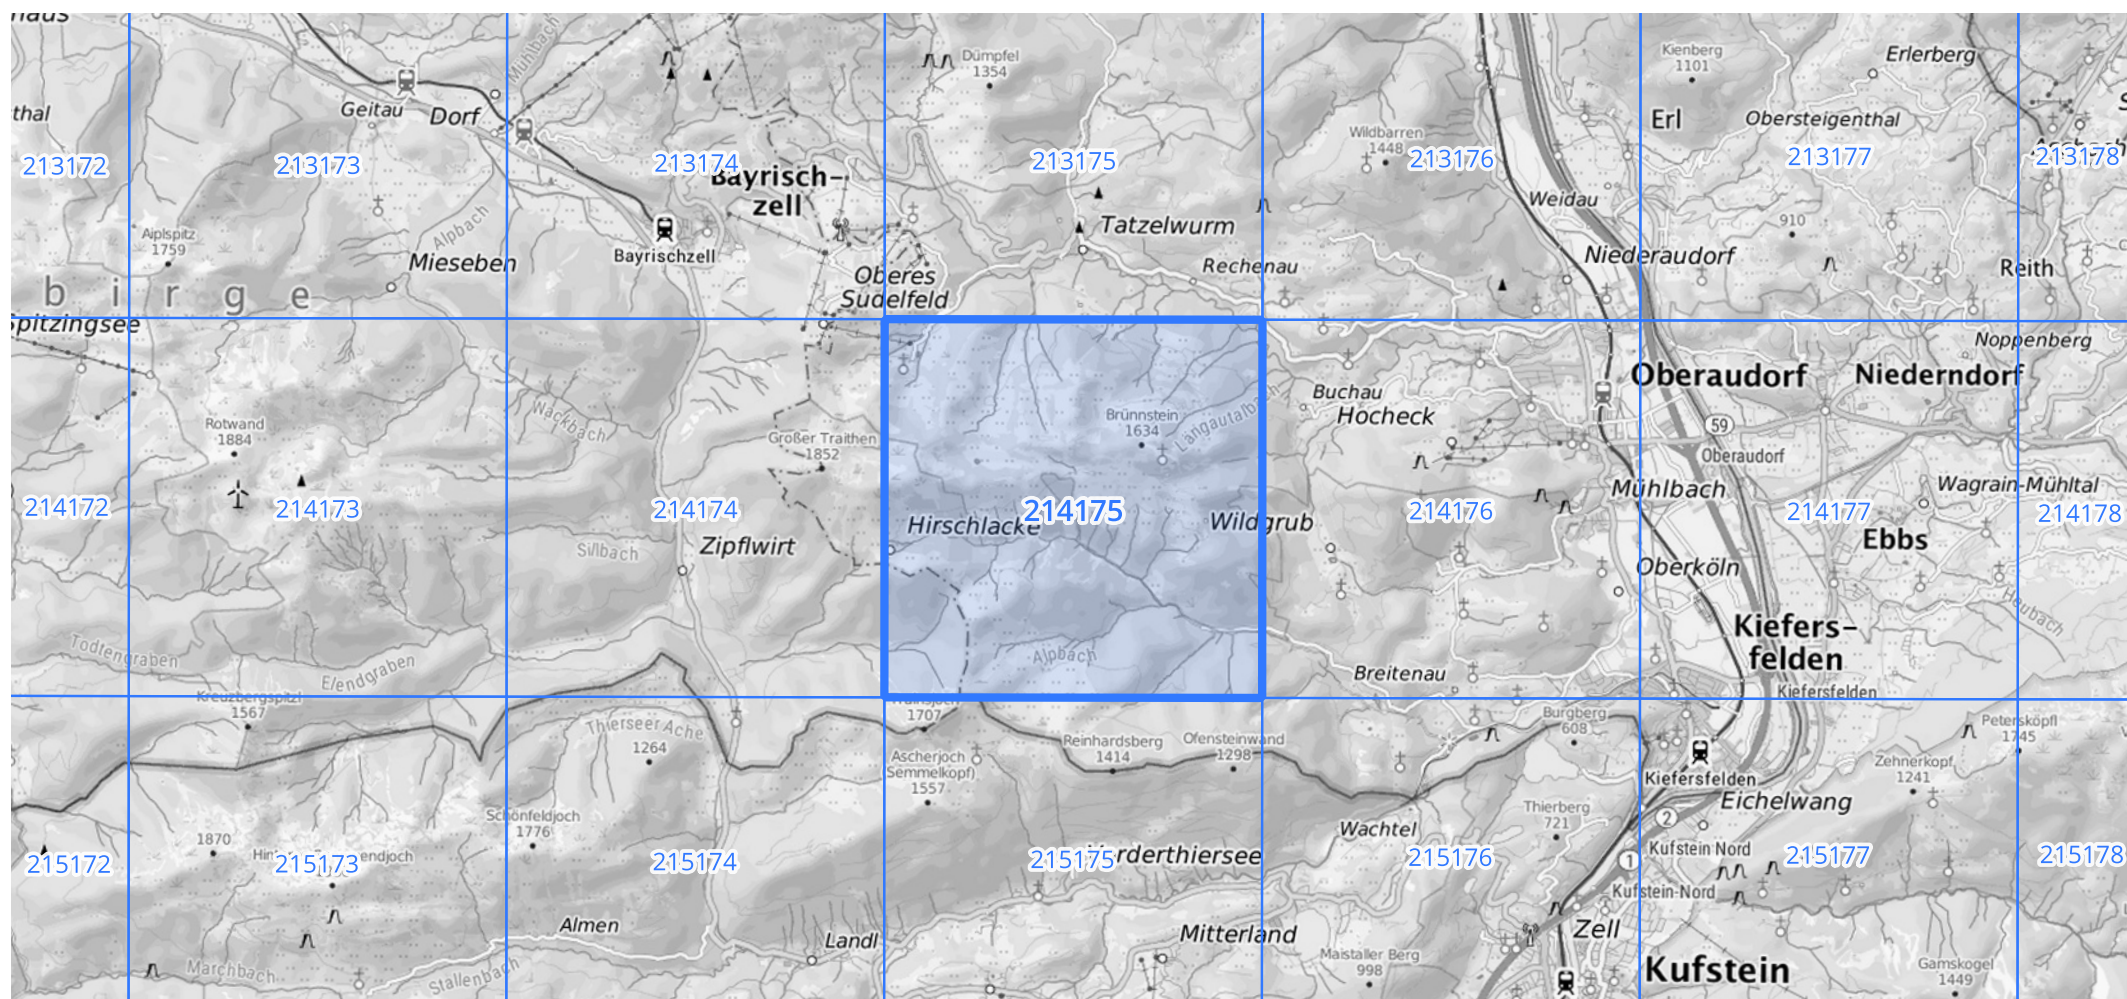 Dümpfel
1354
Kienberg
1101
Erlerberg
Mühlbach
Geitau
Dorf
thal
Erl
Obersteigenthal
Wildbarren
1448
213172
213173
213174
213175
213176
213177
213178
Bayrisch-
zell
Weidau
Aiplspitz
1759
Alpbach
Mieseben
Bayrischzell
Tatzelwurm
910
Niederaudorf
Rechenau
Reith
Oberes
Sudelfeld
birge
Spitzingsee
Noppenberg
Oberaudorf
Niederndorf
Buchau
Hocheck
Wackbach
Brünnstein
1634
Langautalbach
Rotwand
1884
Großer Traithen
1852
59
Oberaudorf
Mühlbach
Wagrain-Mühltal
214172
214173
214174
214175
214176
214177
214178
Hirschlacke
Wildgrub
Sillbach
Zipflwirt
Ebbs
Oberköln
Kiefers-
felden
Todtengraben
Elendgraben
Alpbach
Breitenau
Kiefersfelden
Kreuzbergspitzl
1567
Thierseer Ache
1264
1707
Ascherjoch
Semmelkopf)
1557
Reinhardsberg
1414
Ofensteinwand
1298
Burgberg
608
Petersköpfl
1745
Kiefersfelden
Zehnerkopf
1241
Eichelwang
Schönfeldjoch
1776
Thierberg
721
Wachtel
2
1
Kufstein Nord
Kufstein-Nord
1870
215172
215173
215174
215175
215176
215177
215178
Vorderthiersee
Almen
Landl
Mitterland
Zell
Marchbach
Stallenbach
Maistaller Berg
998
Kufstein
Gamskogel
1449